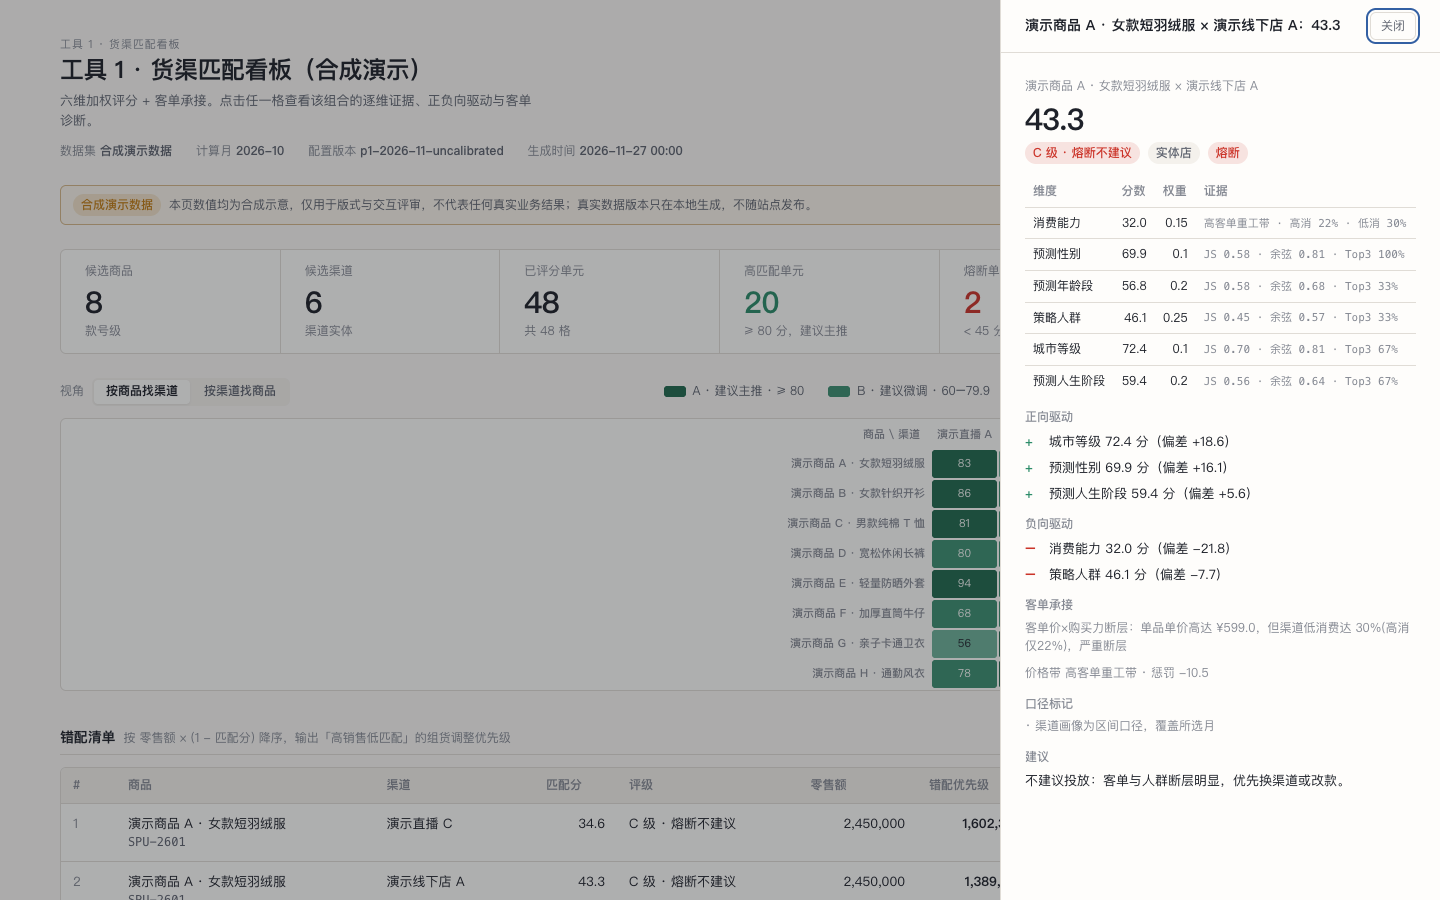 工具 1 · 货渠匹配看板
工具 1 · 货渠匹配看板（合成演示）
六维加权评分 + 客单承接。点击任一格查看该组合的逐维证据、正负向驱动与客单
诊断。
数据集 合成演示数据 计算月 2026-10 配置版本 p1-2026-11-uncalibrated 生成时间 2026-11-27 00:00
合成演示数据 本页数值均为合成示意，仅用于版式与交互评审，不代表任何真实业务结果；真实数据版本只在本地生成，不随站点发布。
候选商品 候选渠道 已评分单元 高匹配单元 熔断单
8 6 48 20 2
款号级 渠道实体 共 48 格 ≥ 80 分，建议主推 < 45 分
视角 按商品找渠道 按渠道找商品 A · 建议主推 · ≥ 80 B · 建议微调 · 60–79.9
商品 \ 渠道 演示直播 A
演示商品 A · 女款短羽绒服 83
演示商品 B · 女款针织开衫 86
演示商品 C · 男款纯棉 T 恤 81
演示商品 D · 宽松休闲长裤 80
演示商品 E · 轻量防晒外套 94
演示商品 F · 加厚直筒牛仔 68
演示商品 G · 亲子卡通卫衣 56
演示商品 H · 通勤风衣 78
错配清单 按 零售额 × (1 − 匹配分) 降序，输出「高销售低匹配」的组货调整优先级
# 商品 渠道 匹配分 评级 零售额 错配优先级
1 演示商品 A · 女款短羽绒服 演示直播 C 34.6 C 级 · 熔断不建议 2,450,000 1,602,
SPU-2601
2 演示商品 A · 女款短羽绒服 演示线下店 A 43.3 C 级 · 熔断不建议 2,450,000 1,389,
SPU-2601
演示商品 A · 女款短羽绒服 × 演示线下店 A：43.3 关闭
演示商品 A · 女款短羽绒服 × 演示线下店 A
43.3
C 级 · 熔断不建议 实体店 熔断
维度 分数 权重 证据
消费能力 32.0 0.15 高客单重工带 · 高消 22% · 低消 30%
预测性别 69.9 0.1 JS 0.58 · 余弦 0.81 · Top3 100%
预测年龄段 56.8 0.2 JS 0.58 · 余弦 0.68 · Top3 33%
策略人群 46.1 0.25 JS 0.45 · 余弦 0.57 · Top3 33%
城市等级 72.4 0.1 JS 0.70 · 余弦 0.81 · Top3 67%
预测人生阶段 59.4 0.2 JS 0.56 · 余弦 0.64 · Top3 67%
正向驱动
+ 城市等级 72.4 分（偏差 +18.6）
+ 预测性别 69.9 分（偏差 +16.1）
+ 预测人生阶段 59.4 分（偏差 +5.6）
负向驱动
− 消费能力 32.0 分（偏差 −21.8）
− 策略人群 46.1 分（偏差 −7.7）
客单承接
客单价×购买力断层：单品单价高达 ¥599.0，但渠道低消费达 30%(高消
仅22%)，严重断层
价格带 高客单重工带 · 惩罚 −10.5
口径标记
· 渠道画像为区间口径，覆盖所选月
建议
不建议投放：客单与人群断层明显，优先换渠道或改款。